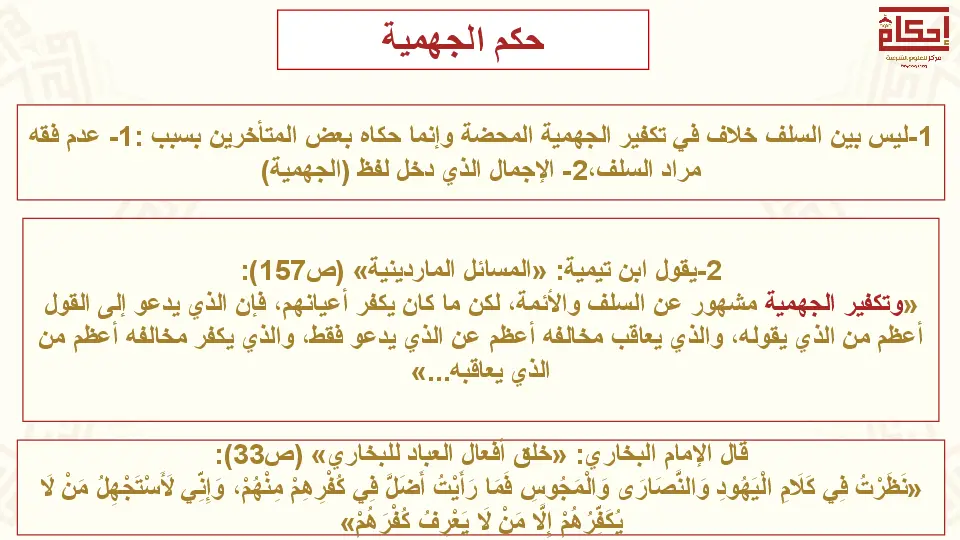 إحكام
مركز للعلوم الشرعية
حكم الجهمية
1-ليس بين السلف خلاف في تكفير الجهمية المحضة وإنما حكاه بعض المتأخرين بسبب :1- عدم فقه
مراد السلف،2- الإجمال الذي دخل لفظ (الجهمية)
2-يقول ابن تيمية: «المسائل الماردينية» (ص157):
«وتكفير الجهمية مشهور عن السلف والأئمة، لكن ما كان يكفر أعيانهم، فإن الذي يدعو إلى القول
أعظم من الذي يقوله، والذي يعاقب مخالفه أعظم عن الذي يدعو فقط، والذي يكفر مخالفه أعظم من
الذي يعاقبه...»
قال الإمام البخاري: «خلق أفعال العباد للبخاري» (ص33):
«نَظَرْتُ فِي كَلَامِ الْيَهُودِ وَالنَّصَارَى وَالْمَجُوسِ فَمَا رَأَيْتُ أَضَلَّ فِي كُفْرِهِمْ مِنْهُمْ، وَإِنِّي لَأَسْتَجْهِلُ مَنْ لَا
يُكَفِّرُهُمْ إِلَّا مَنْ لَا يَعْرِفُ كُفْرَهُمْ»